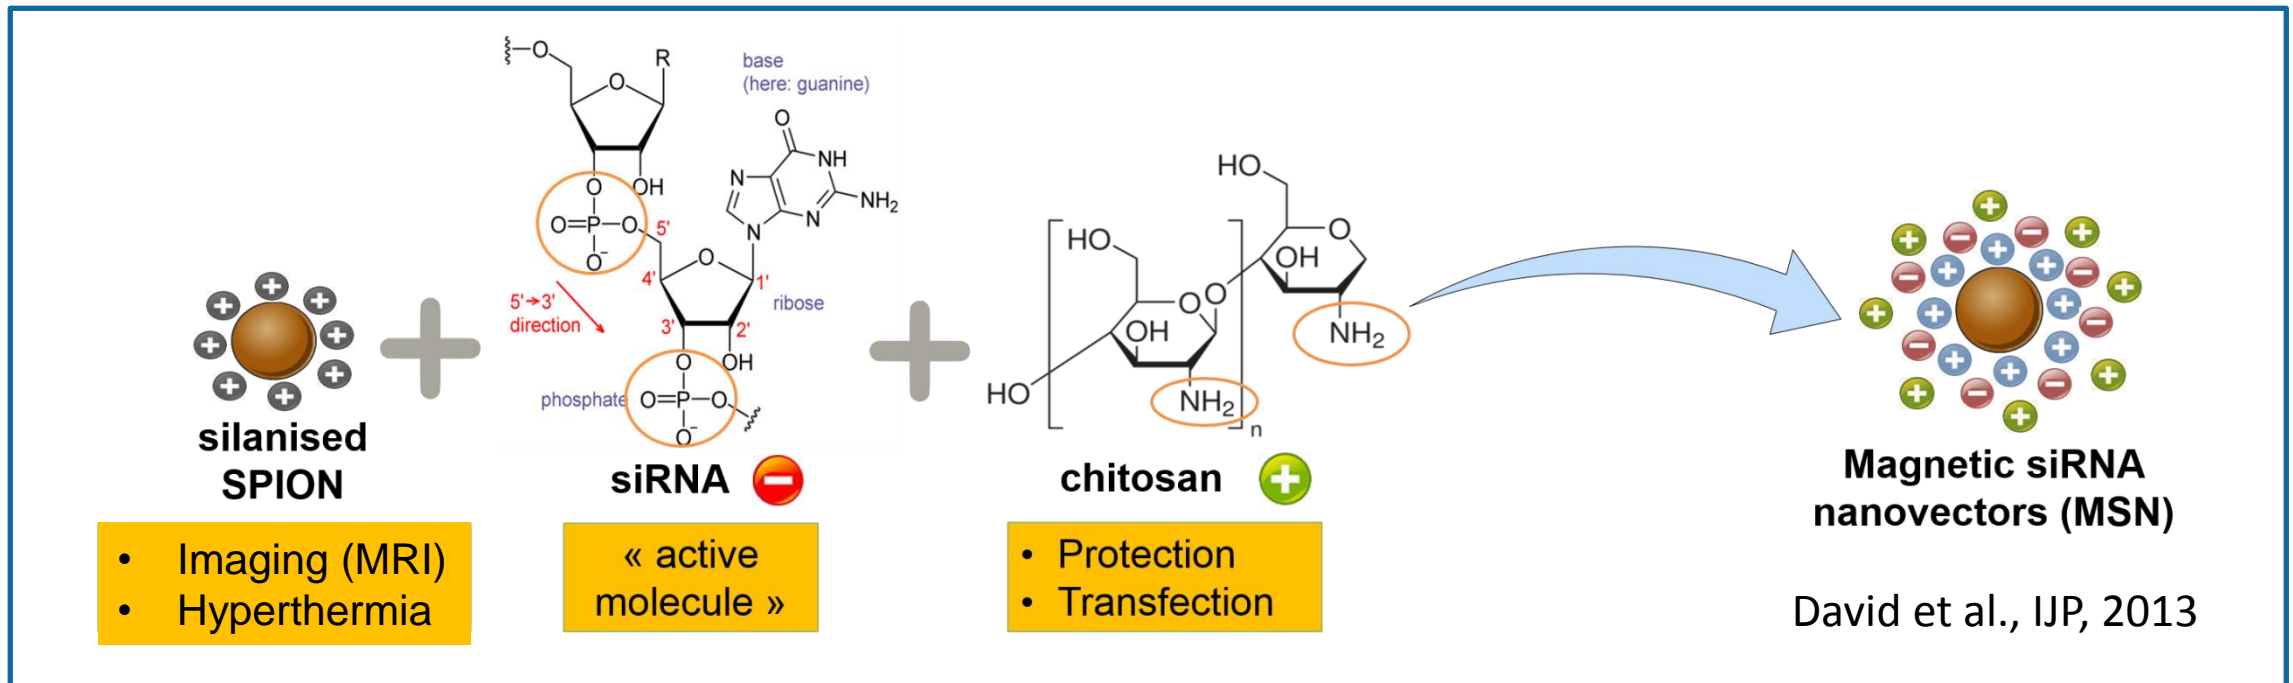 O
R
O
base
(here: guanine)
O
N
NH
N
NH2
N
O
OH
O=P–O
O−
5'
O
4'
1'
3'
2'
ribose
5'→3'
direction
O
OH
phosphate
O=P–O
O−
HO
O
OH
NH2
HO
O
O
OH
NH2
HO
n
silanised
SPION
siRNA
chitosan
Magnetic siRNA
nanovectors (MSN)
• Imaging (MRI)
• Hyperthermia
« active
molecule »
• Protection
• Transfection
David et al., IJP, 2013